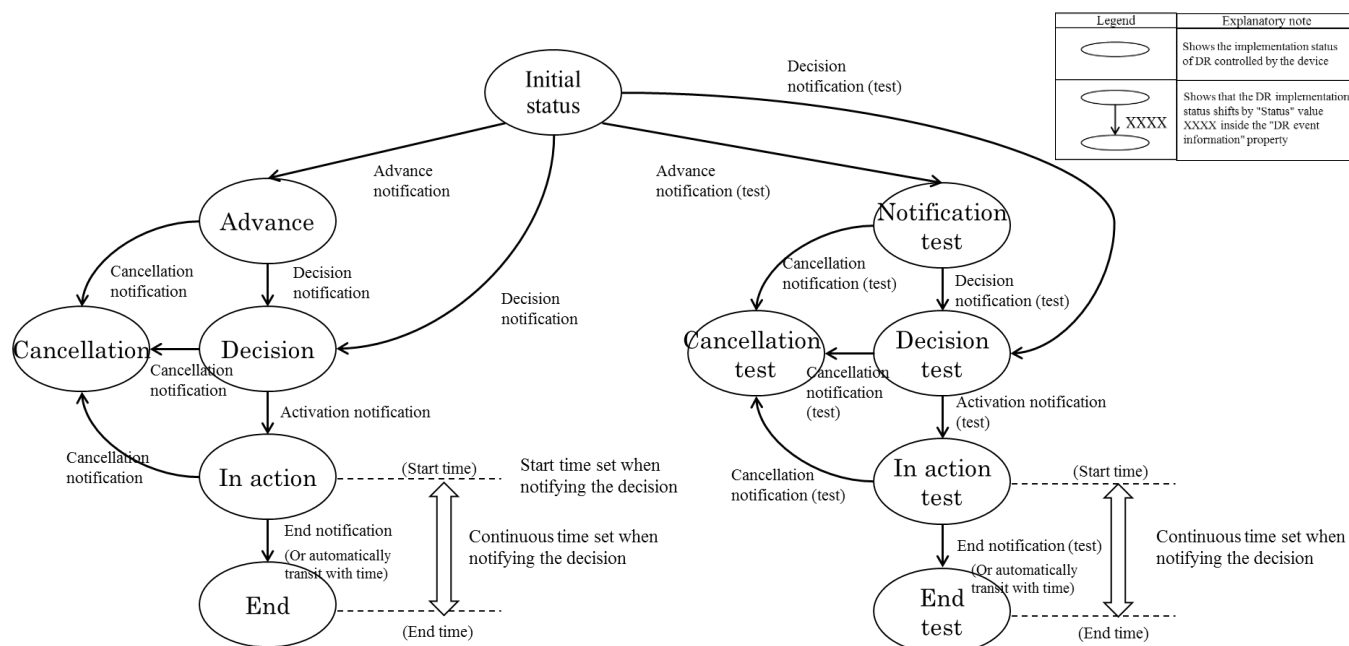 Legend
Explanatory note
Shows the implementation status
of DR controlled by the device
XXXX
Shows that the DR implementation
status shifts by "Status" value
XXXX inside the "DR event
information" property
Initial
status
Decision
notification (test)
Advance
notification
Advance
notification (test)
Advance
Notification
test
Cancellation
notification
Decision
notification
Decision
notification
Cancellation
notification (test)
Decision
notification (test)
Cancellation
Decision
Cancellation
notification
Cancellation
test
Decision
test
Cancellation
notification
(test)
Activation notification
Activation notification
(test)
Cancellation
notification
In action
(Start time)
Start time set when
notifying the decision
Cancellation
notification (test)
In action
test
(Start time)
End notification
(Or automatically
transit with time)
Continuous time set when
notifying the decision
End notification (test)
(Or automatically
transit with time)
Continuous time set when
notifying the decision
End
(End time)
End
test
(End time)